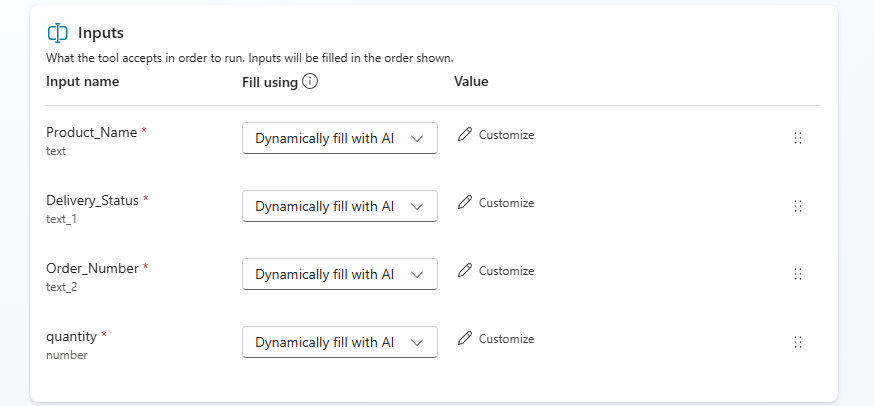 Inputs
What the tool accepts in order to run. Inputs will be filled in the order shown.
Input name Fill using Value
Product_Name * Dynamically fill with AI Customize
text
Delivery_Status * Dynamically fill with AI Customize
text_1
Order_Number * Dynamically fill with AI Customize
text_2
quantity * Dynamically fill with AI Customize
number